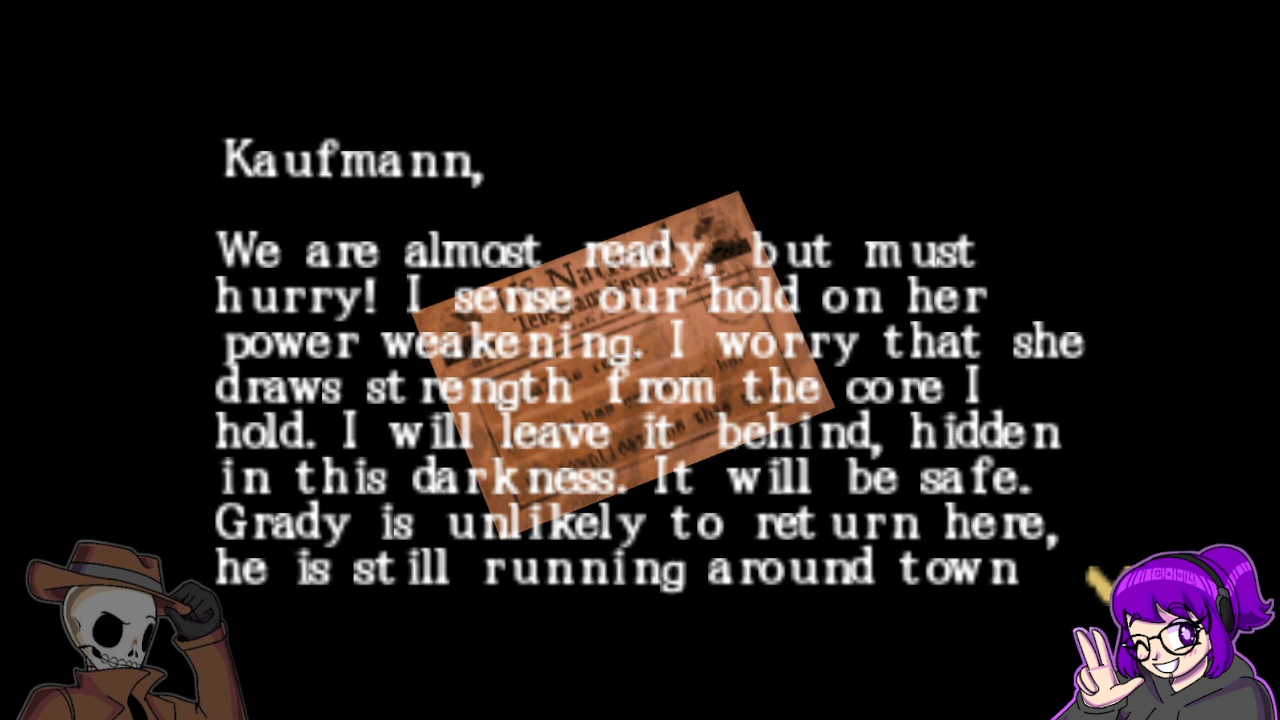 Kaufmann,
We are almost ready, but must
hurry! I sense our hold on her
power weakening. I worry that she
draws strength from the core I
hold. I will leave it behind, hidden
in this darkness. It will be safe.
Grady is unlikely to return here,
he is still running around town